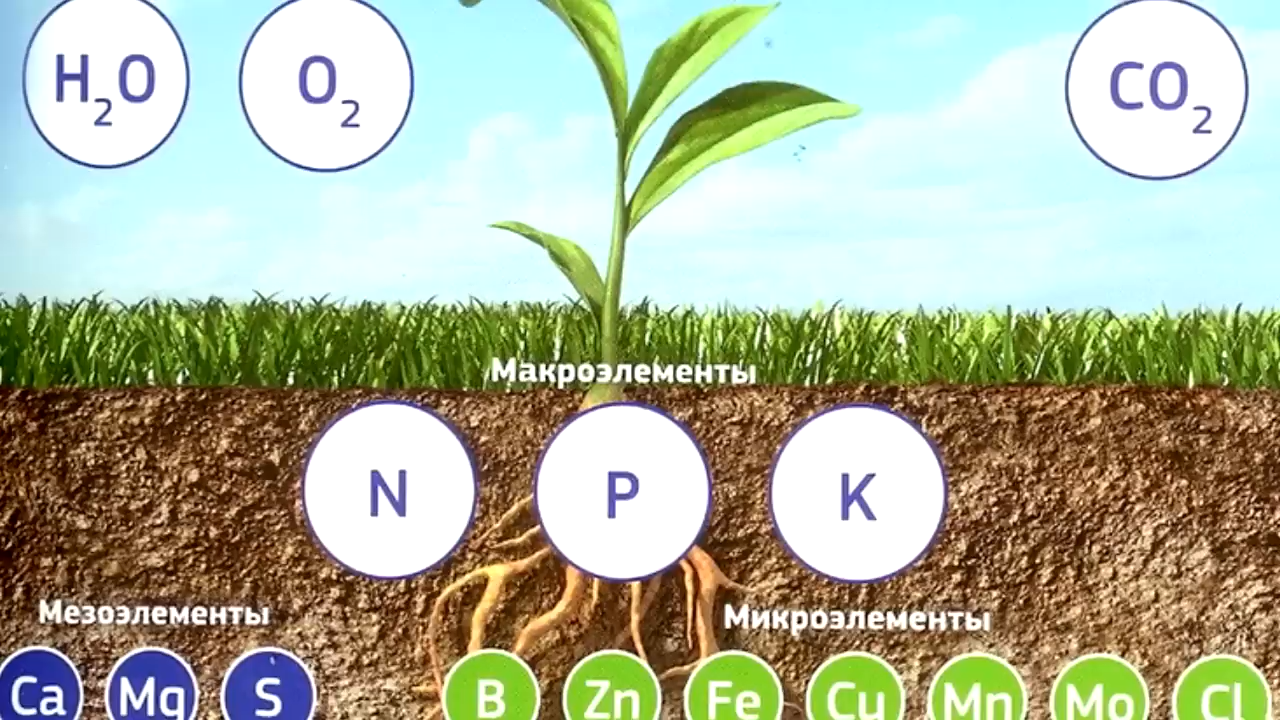 H₂O O₂ CO₂
Макроэлементы
N P K
Мезоэлементы Микроэлементы
Ca Mg S B Zn Fe Cu Mn Mo Cl